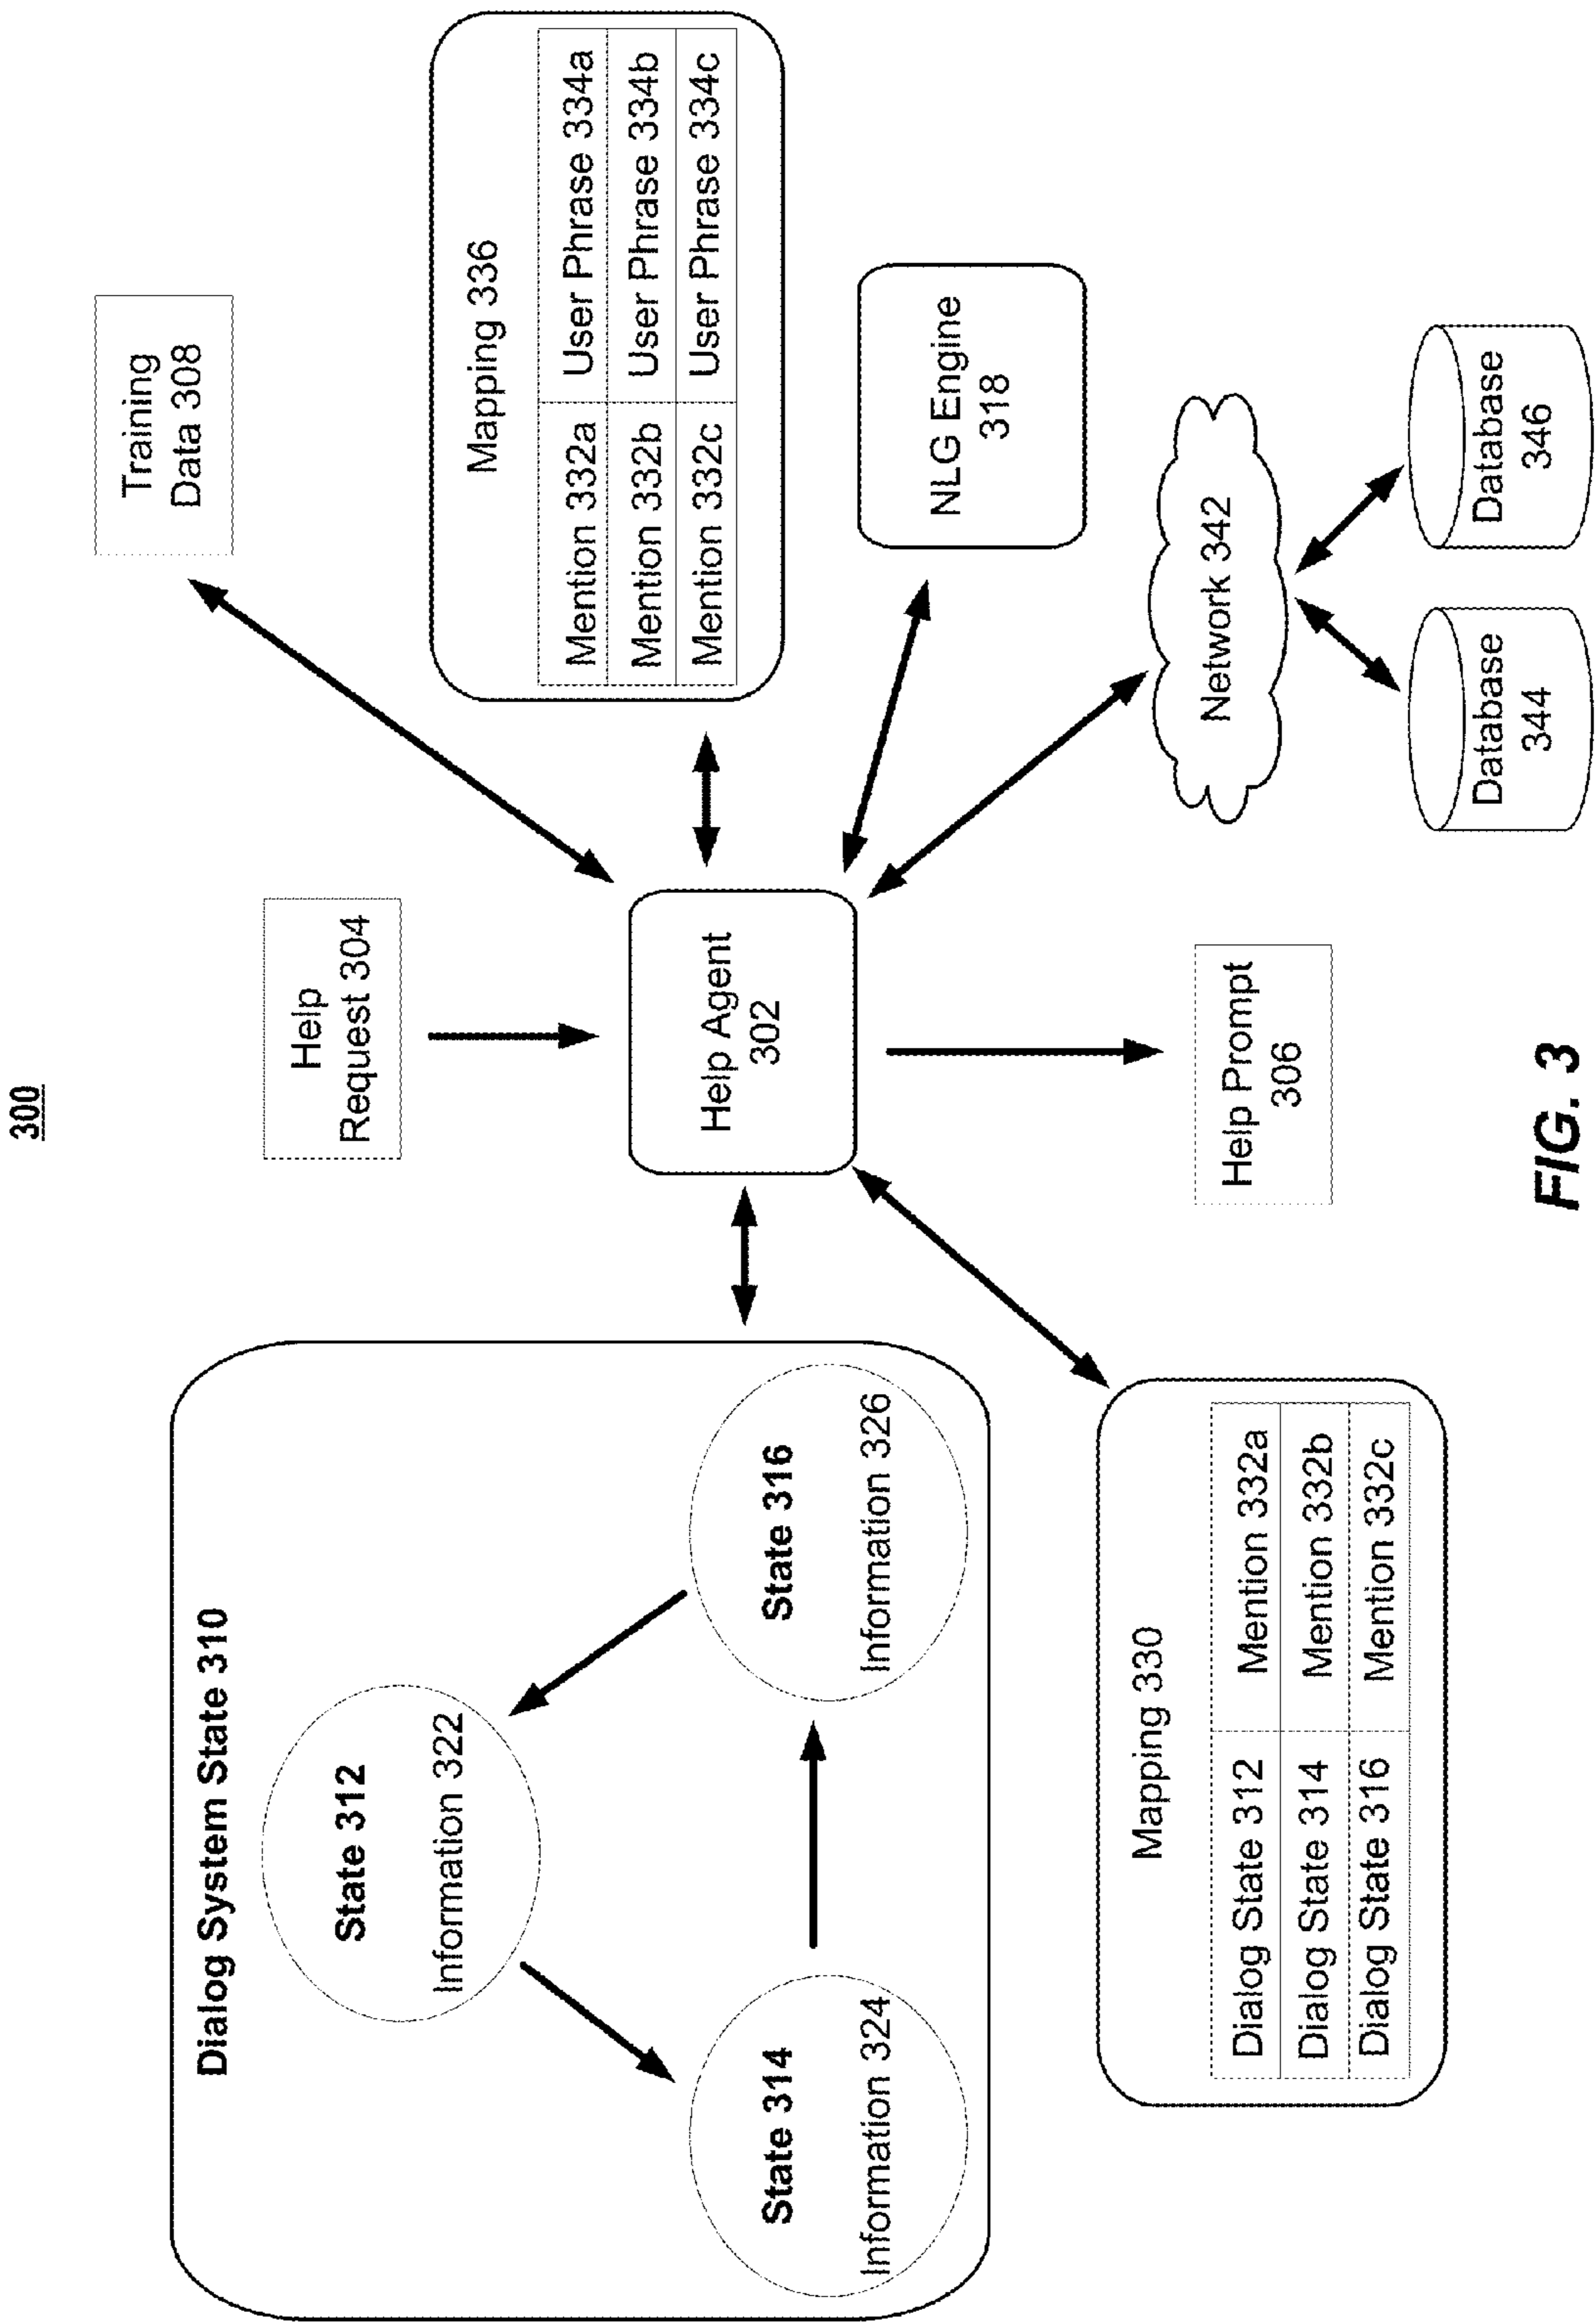 300
Dialog System State 310
State 312
Information 322
State 314
Information 324
State 316
Information 326
Mapping 330
Dialog State 312 Mention 332a
Dialog State 314 Mention 332b
Dialog State 316 Mention 332c
Help
Request 304
Help Agent
302
Help Prompt
306
Training
Data 308
Mapping 336
Mention 332a User Phrase 334a
Mention 332b User Phrase 334b
Mention 332c User Phrase 334c
NLG Engine
318
Network 342
Database
344
Database
346
FIG. 3